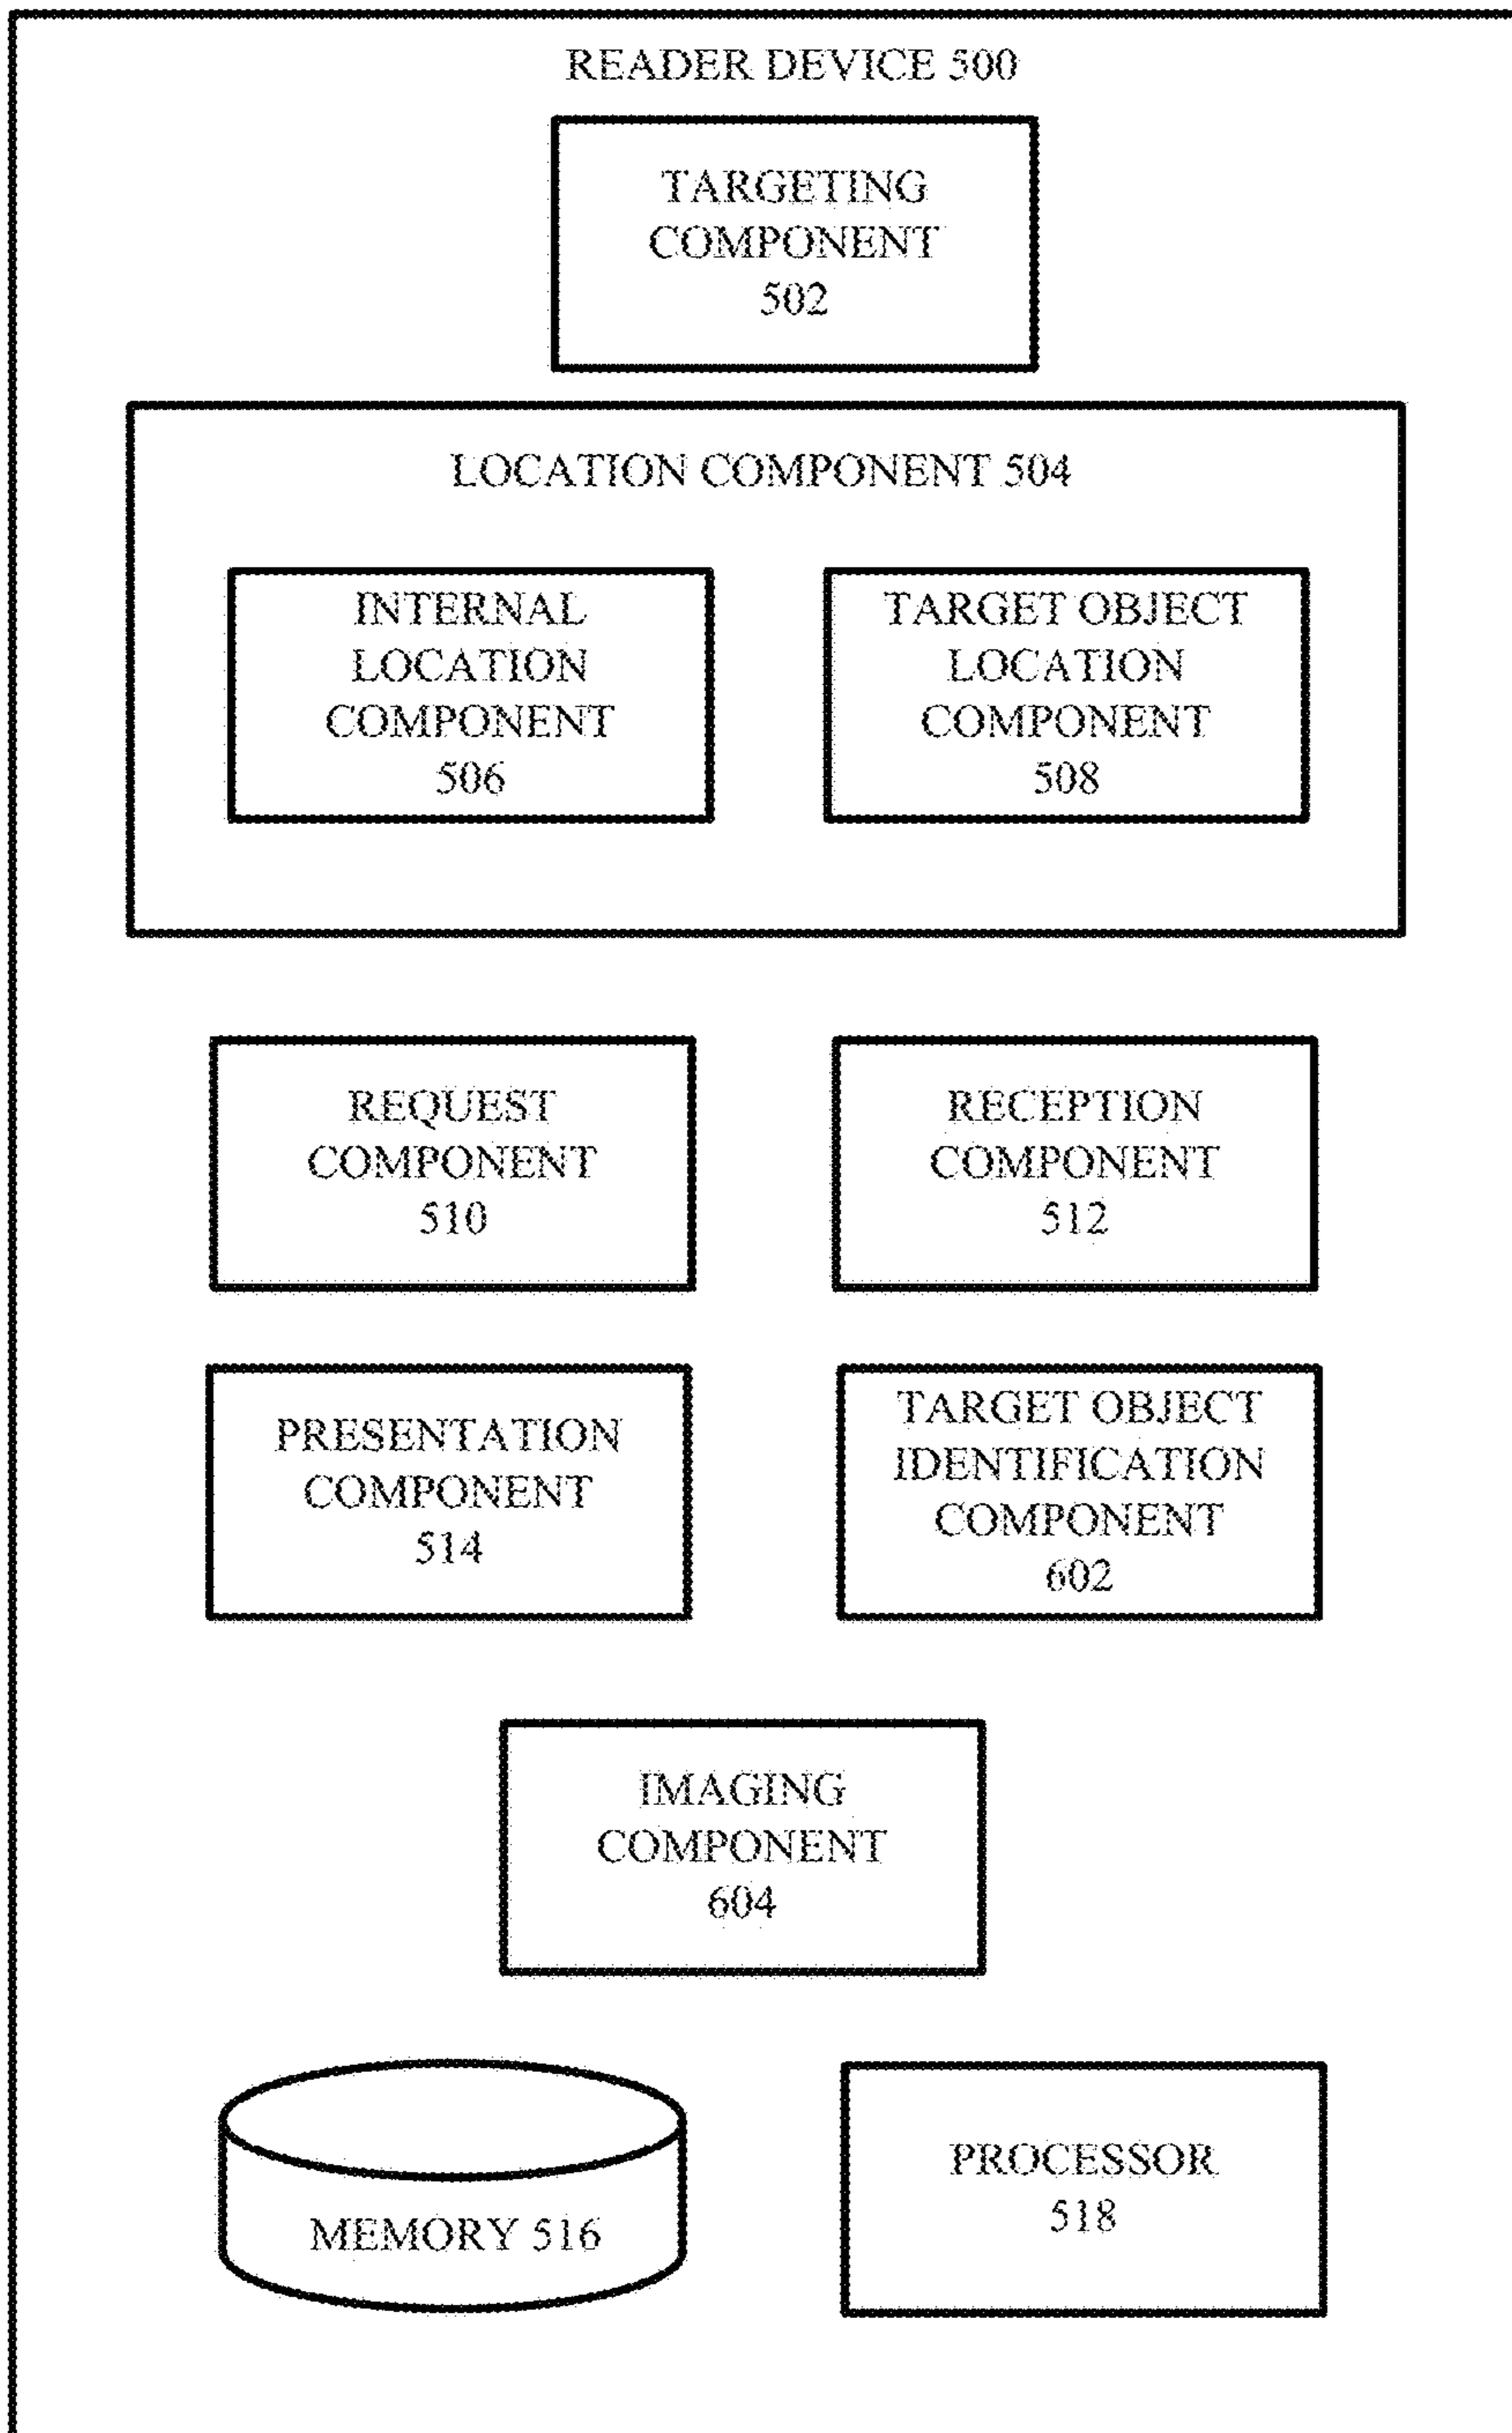 READER DEVICE 500
TARGETING
COMPONENT
502
LOCATION COMPONENT 504
INTERNAL
LOCATION
COMPONENT
506
TARGET OBJECT
LOCATION
COMPONENT
508
REQUEST
COMPONENT
510
RECEPTION
COMPONENT
512
PRESENTATION
COMPONENT
514
TARGET OBJECT
IDENTIFICATION
COMPONENT
602
IMAGING
COMPONENT
604
MEMORY 516
PROCESSOR
518